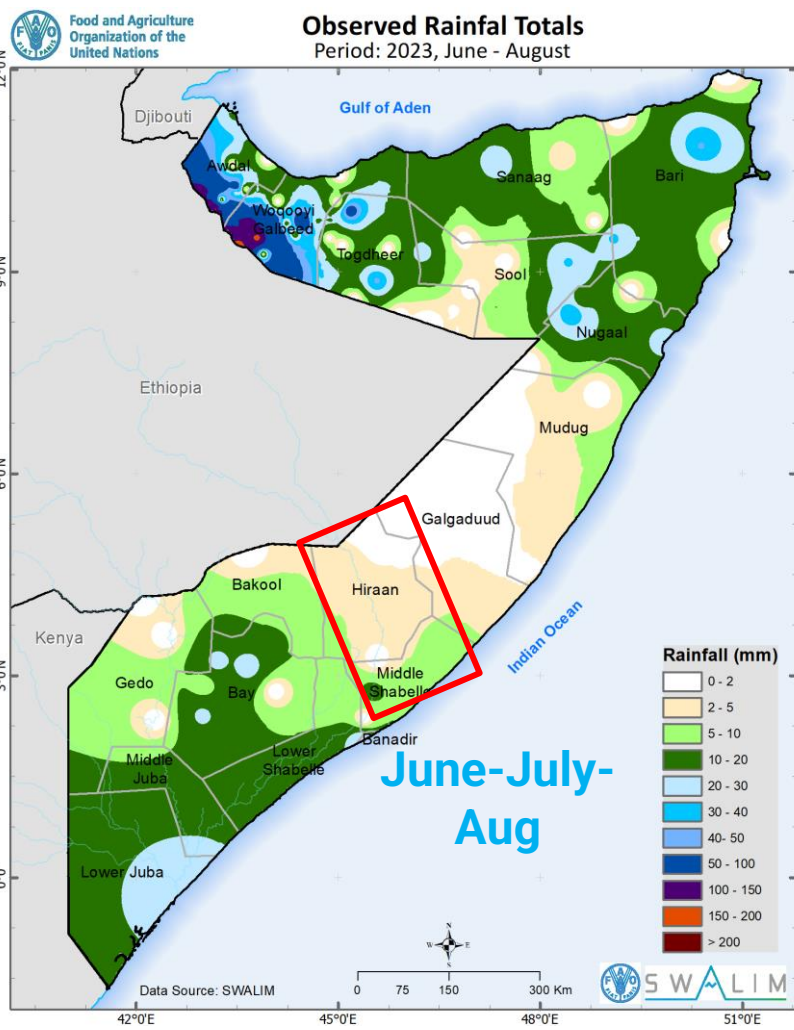 Food and Agriculture
Organization of the
United Nations
Observed Rainfal Totals
Period: 2023, June - August
Djibouti
Gulf of Aden
Awdal
Woqooyi
Galbeed
Togdheer
Sanaag
Bari
Sool
Nugaal
Ethiopia
Mudug
Galgaduud
Hiraan
Bakool
Kenya
Indian Ocean
Gedo
Bay
Middle
Shabelle
Banadir
Lower
Shabelle
Middle
Juba
Lower Juba
June-July-
Aug
Rainfall (mm)
0 - 2
2 - 5
5 - 10
10 - 20
20 - 30
30 - 40
40- 50
50 - 100
100 - 150
150 - 200
> 200
N
W E
S
Data Source: SWALIM
0 75 150 300 Km
SWALIM
42°0'E 45°0'E 48°0'E 51°0'E